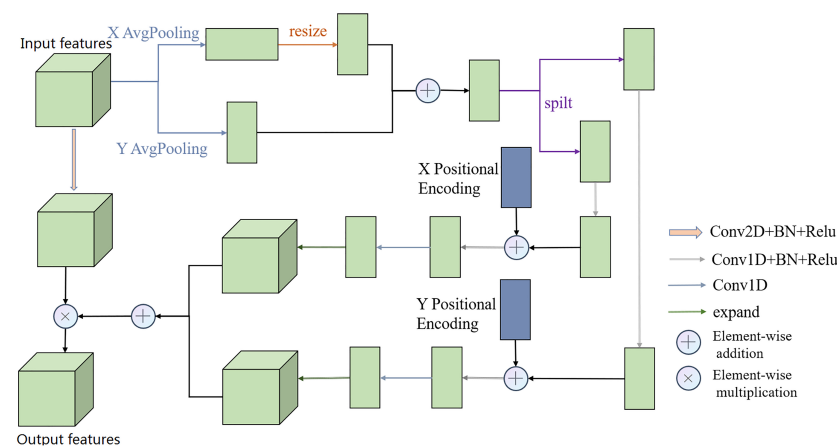 Input features
X AvgPooling
resize
Y AvgPooling
spilt
X Positional
Encoding
Y Positional
Encoding
Conv2D+BN+Relu
Conv1D+BN+Relu
Conv1D
expand
Element-wise
addition
Element-wise
multiplication
Output features